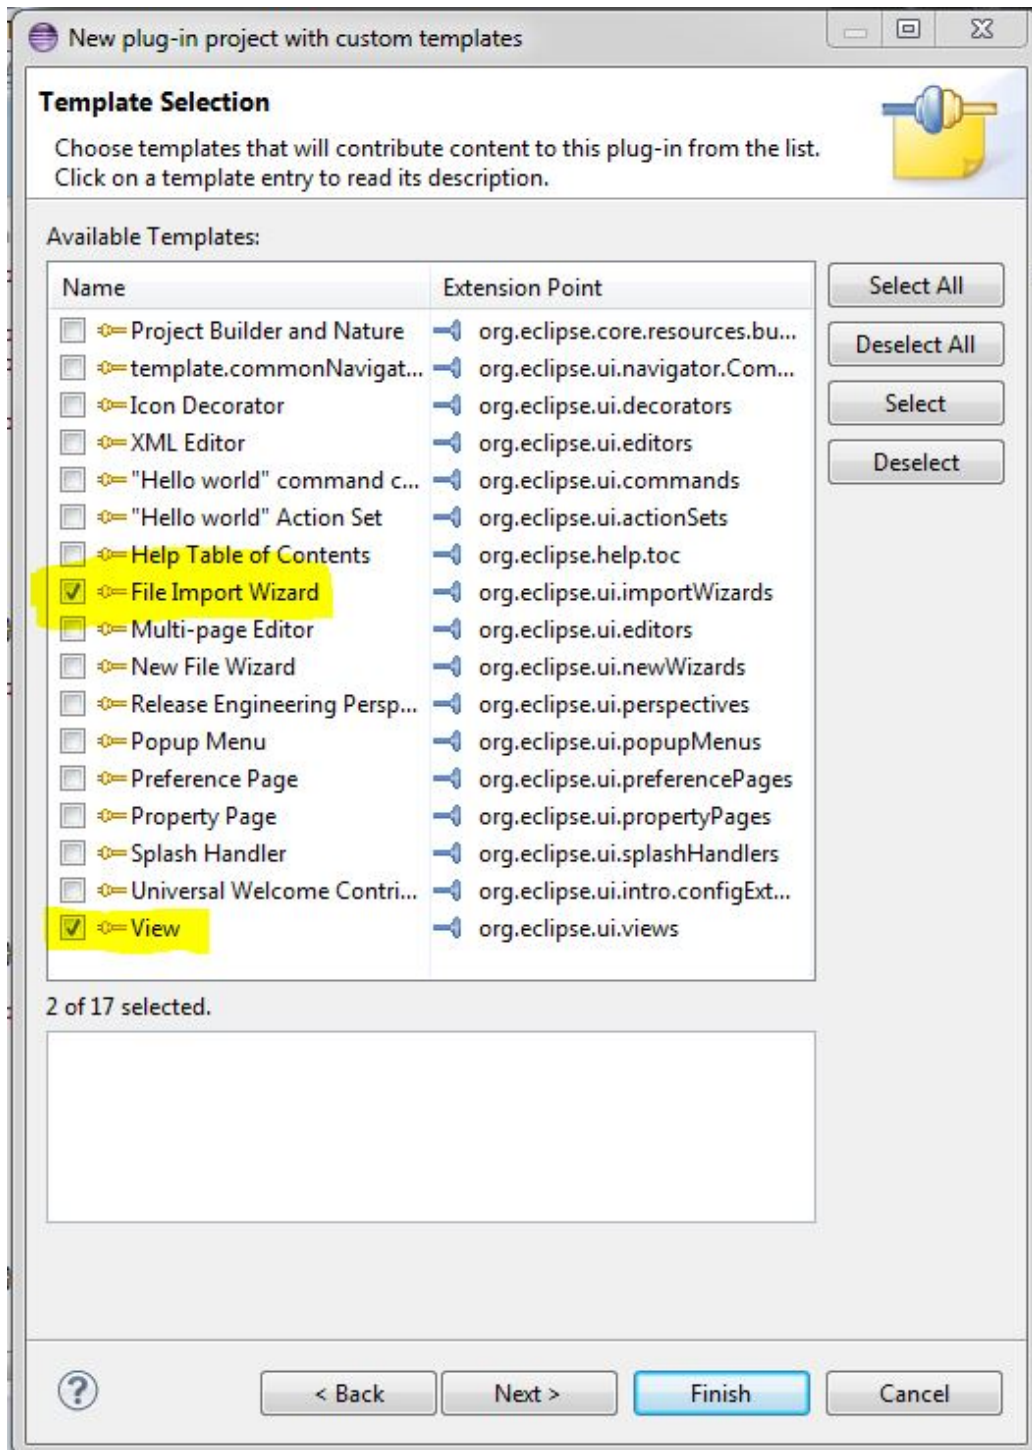 New plug-in project with custom templates
Template Selection
Choose templates that will contribute content to this plug-in from the list.
Click on a template entry to read its description.
Available Templates:
Name Extension Point
Project Builder and Nature org.eclipse.core.resources.bu...
template.commonNavigat... org.eclipse.ui.navigator.Com...
Icon Decorator org.eclipse.ui.decorators
XML Editor org.eclipse.ui.editors
"Hello world" command c... org.eclipse.ui.commands
"Hello world" Action Set org.eclipse.ui.actionSets
Help Table of Contents org.eclipse.help.toc
File Import Wizard org.eclipse.ui.importWizards
Multi-page Editor org.eclipse.ui.editors
New File Wizard org.eclipse.ui.newWizards
Release Engineering Persp... org.eclipse.ui.perspectives
Popup Menu org.eclipse.ui.popupMenus
Preference Page org.eclipse.ui.preferencePages
Property Page org.eclipse.ui.propertyPages
Splash Handler org.eclipse.ui.splashHandlers
Universal Welcome Contri... org.eclipse.ui.intro.configExt...
View org.eclipse.ui.views
Select All
Deselect All
Select
Deselect
2 of 17 selected.
? < Back Next > Finish Cancel